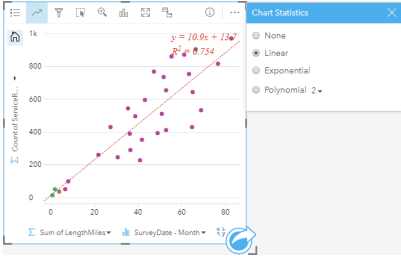 Chart Statistics
None
Linear
Exponential
Polynomial 2
y = 10.9x + 13.7
R² = 0.754
1k
800
600
400
200
0
Σ Count of ServiceR...
0 20 40 60 80
Σ Sum of LengthMiles
SurveyDate - Month